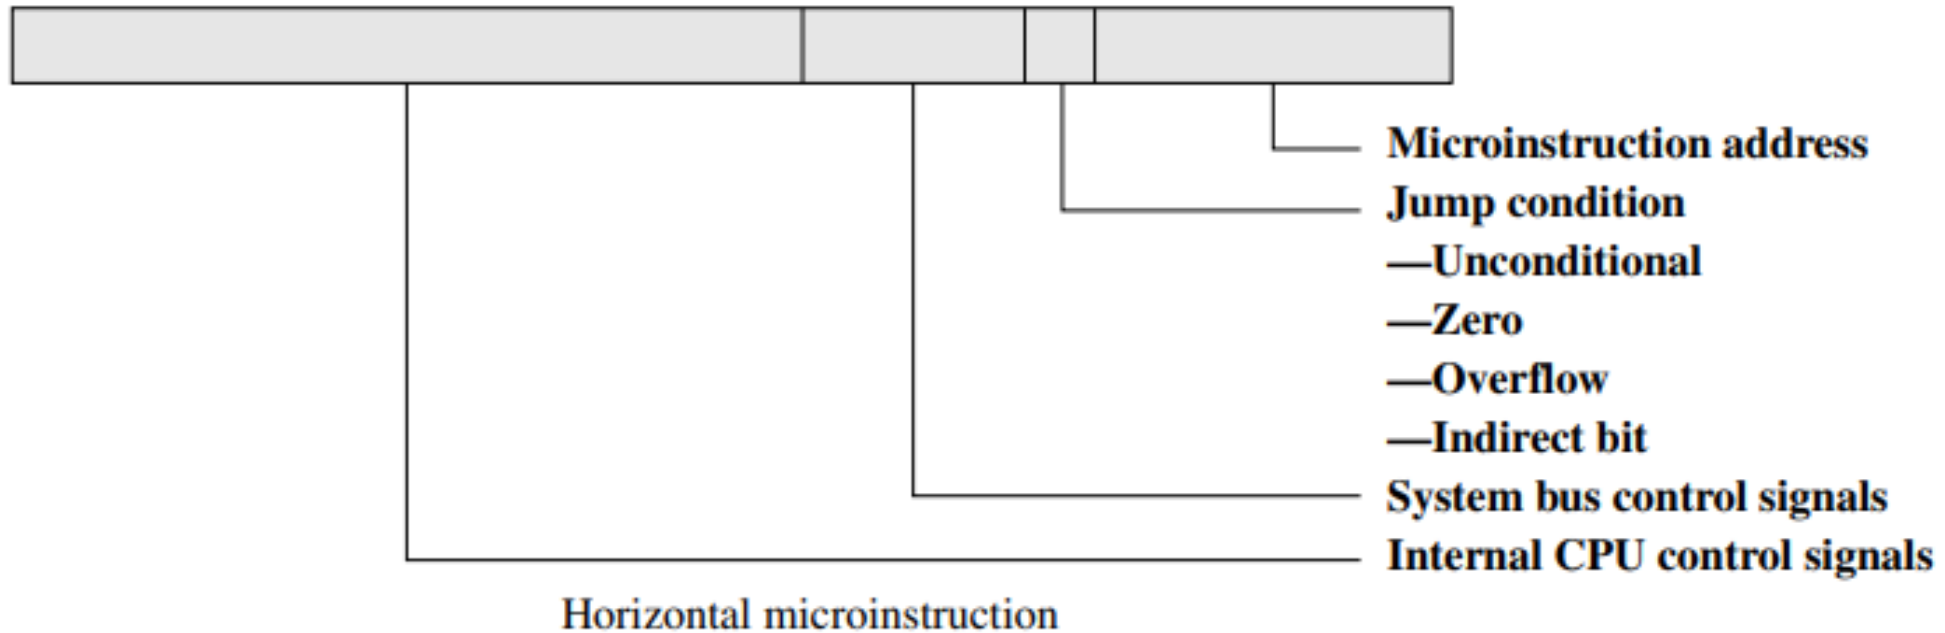 Microinstruction address
Jump condition
—Unconditional
—Zero
—Overflow
—Indirect bit
System bus control signals
Internal CPU control signals
Horizontal microinstruction